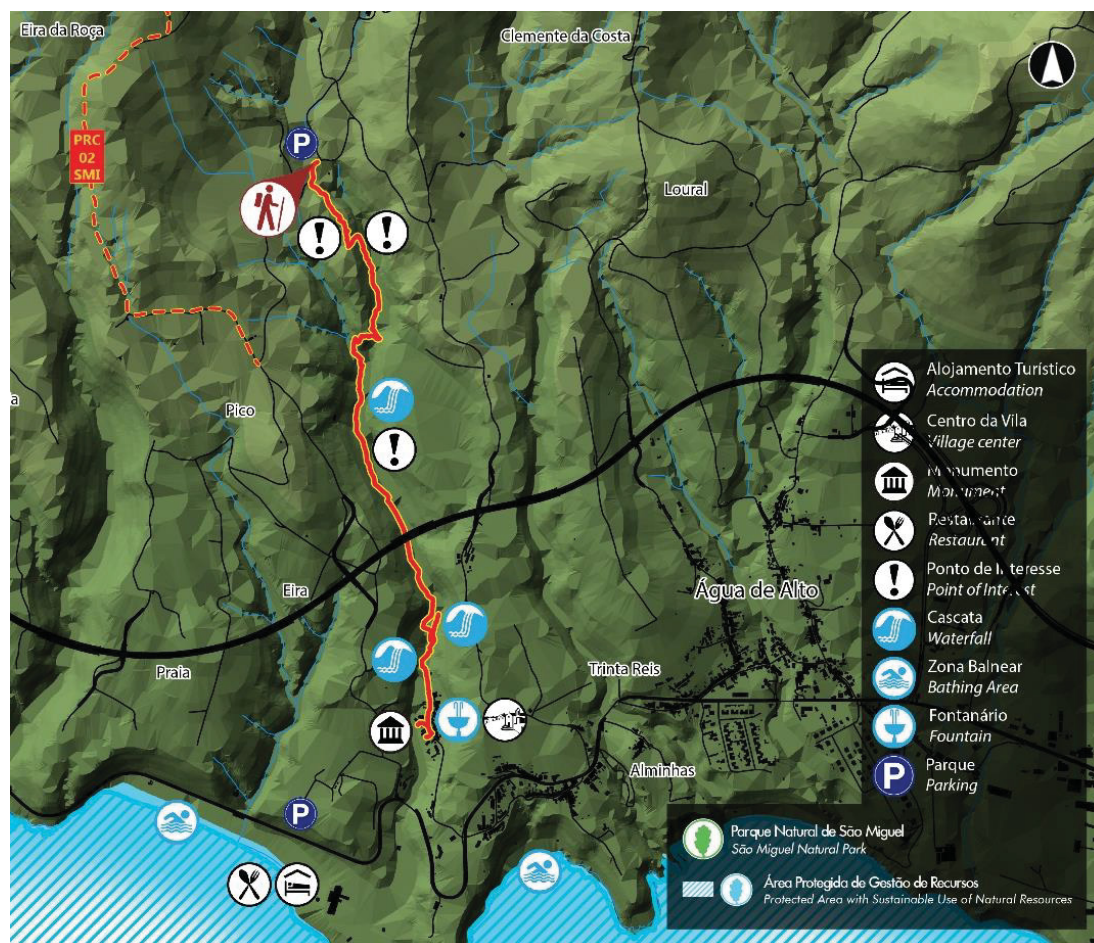 Eira da Roça
Clemente da Costa
PRC
02
SMI
P
Loural
Pico
Eira
Praia
Água de Alto
Trinta Reis
Alminhas
P
a
Alojamento Turístico
Accommodation
Centro da Vila
Village center
Monumento
Monument
Restaurante
Restaurant
Ponto de Interesse
Point of Interest
Cascata
Waterfall
Zona Balnear
Bathing Area
Fontanário
Fountain
P
Parque
Parking
Parque Natural de São Miguel
São Miguel Natural Park
Área Protegida de Gestão de Recursos
Protected Area with Sustainable Use of Natural Resources